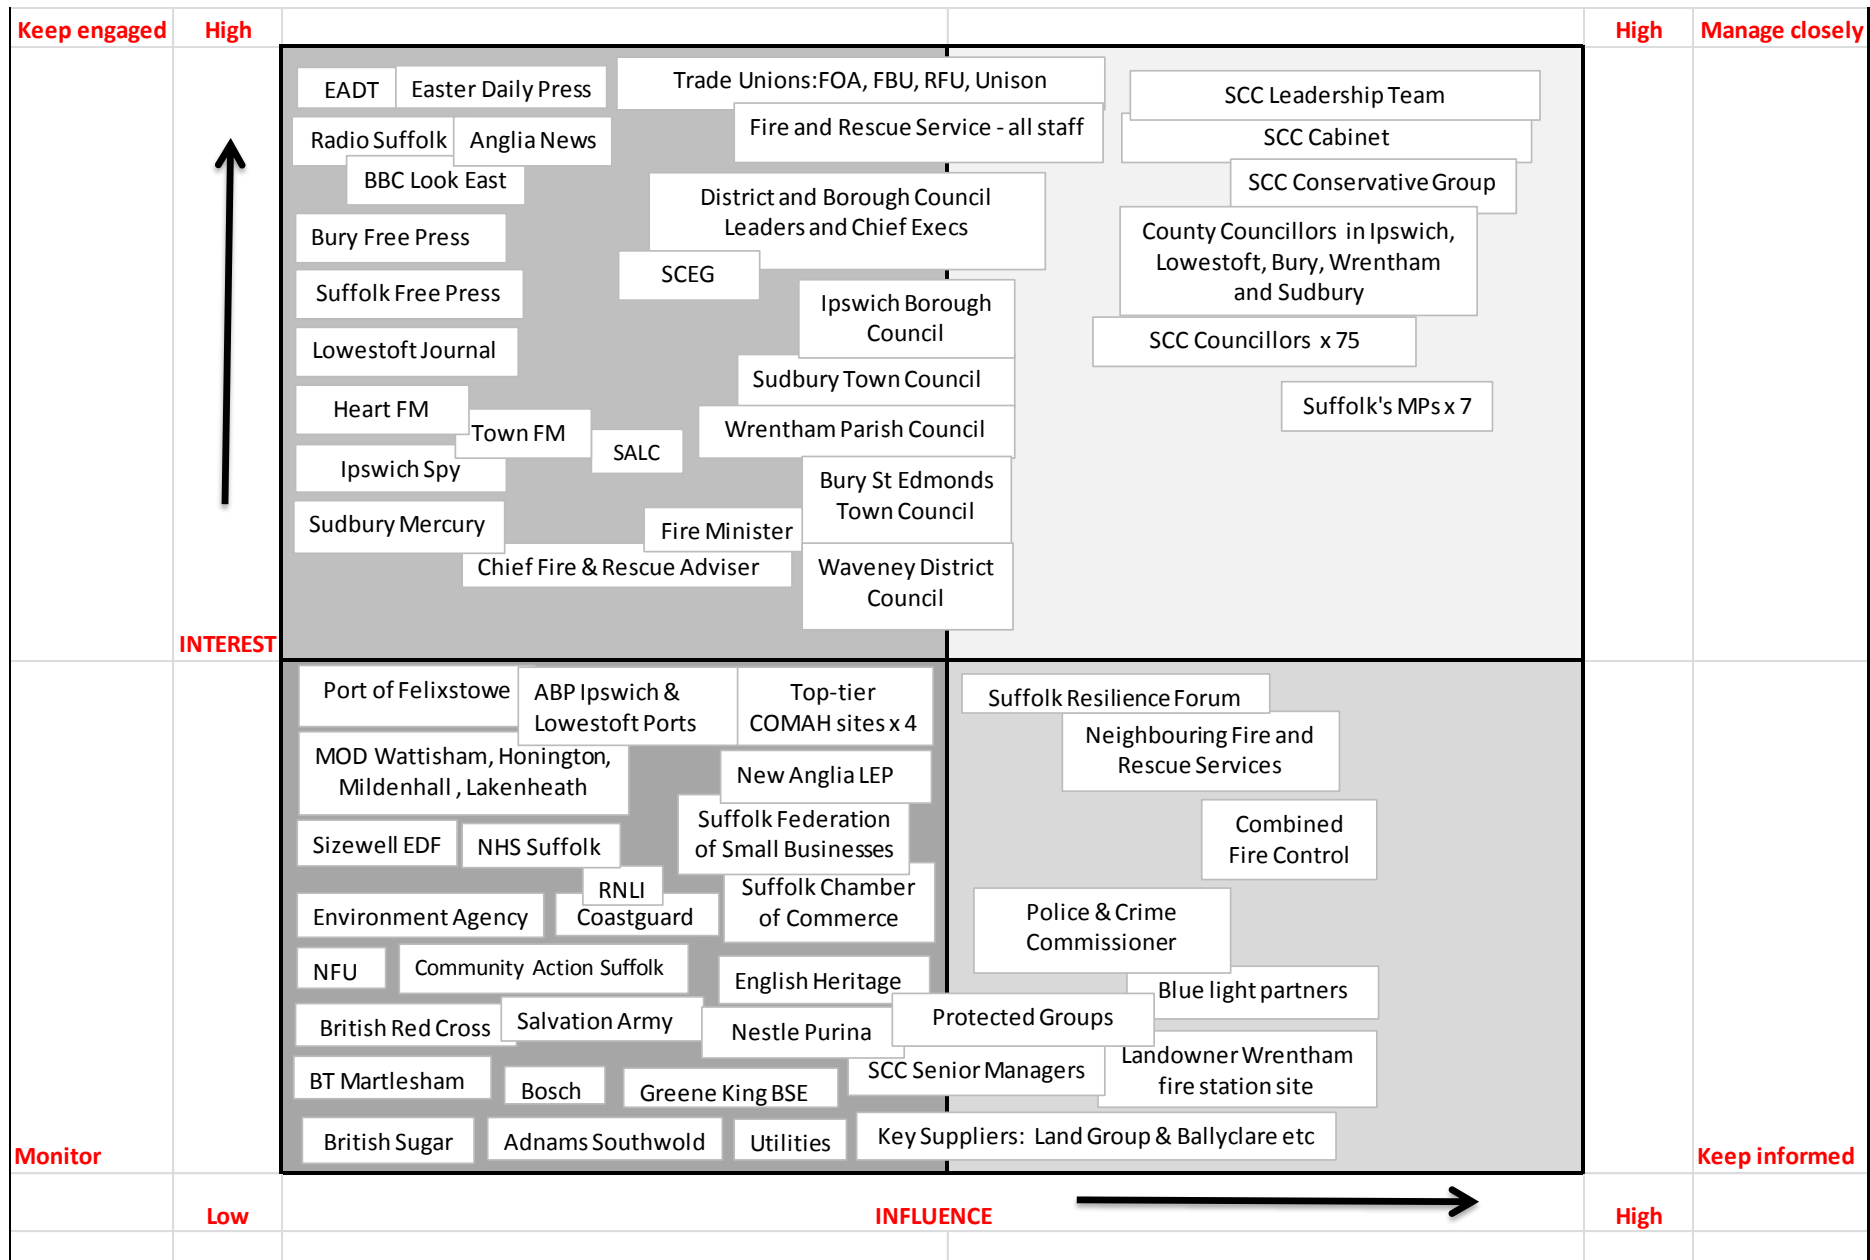 Keep engaged
High
High
Manage closely
EADT
Easter Daily Press
Trade Unions:FOA, FBU, RFU, Unison
SCC Leadership Team
Radio Suffolk
Anglia News
Fire and Rescue Service - all staff
SCC Cabinet
BBC Look East
SCC Conservative Group
District and Borough Council
Leaders and Chief Execs
Bury Free Press
County Councillors in Ipswich,
Lowestoft, Bury, Wrentham
and Sudbury
SCEG
Suffolk Free Press
Ipswich Borough
Council
Lowestoft Journal
SCC Councillors x 75
Sudbury Town Council
Heart FM
Suffolk's MPs x 7
Town FM
SALC
Wrentham Parish Council
Ipswich Spy
Bury St Edmonds
Town Council
Sudbury Mercury
Fire Minister
Chief Fire & Rescue Adviser
Waveney District
Council
INTEREST
Port of Felixstowe
ABP Ipswich &
Lowestoft Ports
Top-tier
COMAH sites x 4
Suffolk Resilience Forum
MOD Wattisham, Honington,
Mildenhall , Lakenheath
New Anglia LEP
Neighbouring Fire and
Rescue Services
Sizewell EDF
NHS Suffolk
Suffolk Federation
of Small Businesses
Combined
Fire Control
RNLI
Suffolk Chamber
of Commerce
Environment Agency
Coastguard
Police & Crime
Commissioner
NFU
Community Action Suffolk
English Heritage
Blue light partners
British Red Cross
Salvation Army
Nestle Purina
Protected Groups
BT Martlesham
Bosch
Greene King BSE
SCC Senior Managers
Landowner Wrentham
fire station site
British Sugar
Adnams Southwold
Utilities
Key Suppliers: Land Group & Ballyclare etc
Monitor
Keep informed
Low
INFLUENCE
High